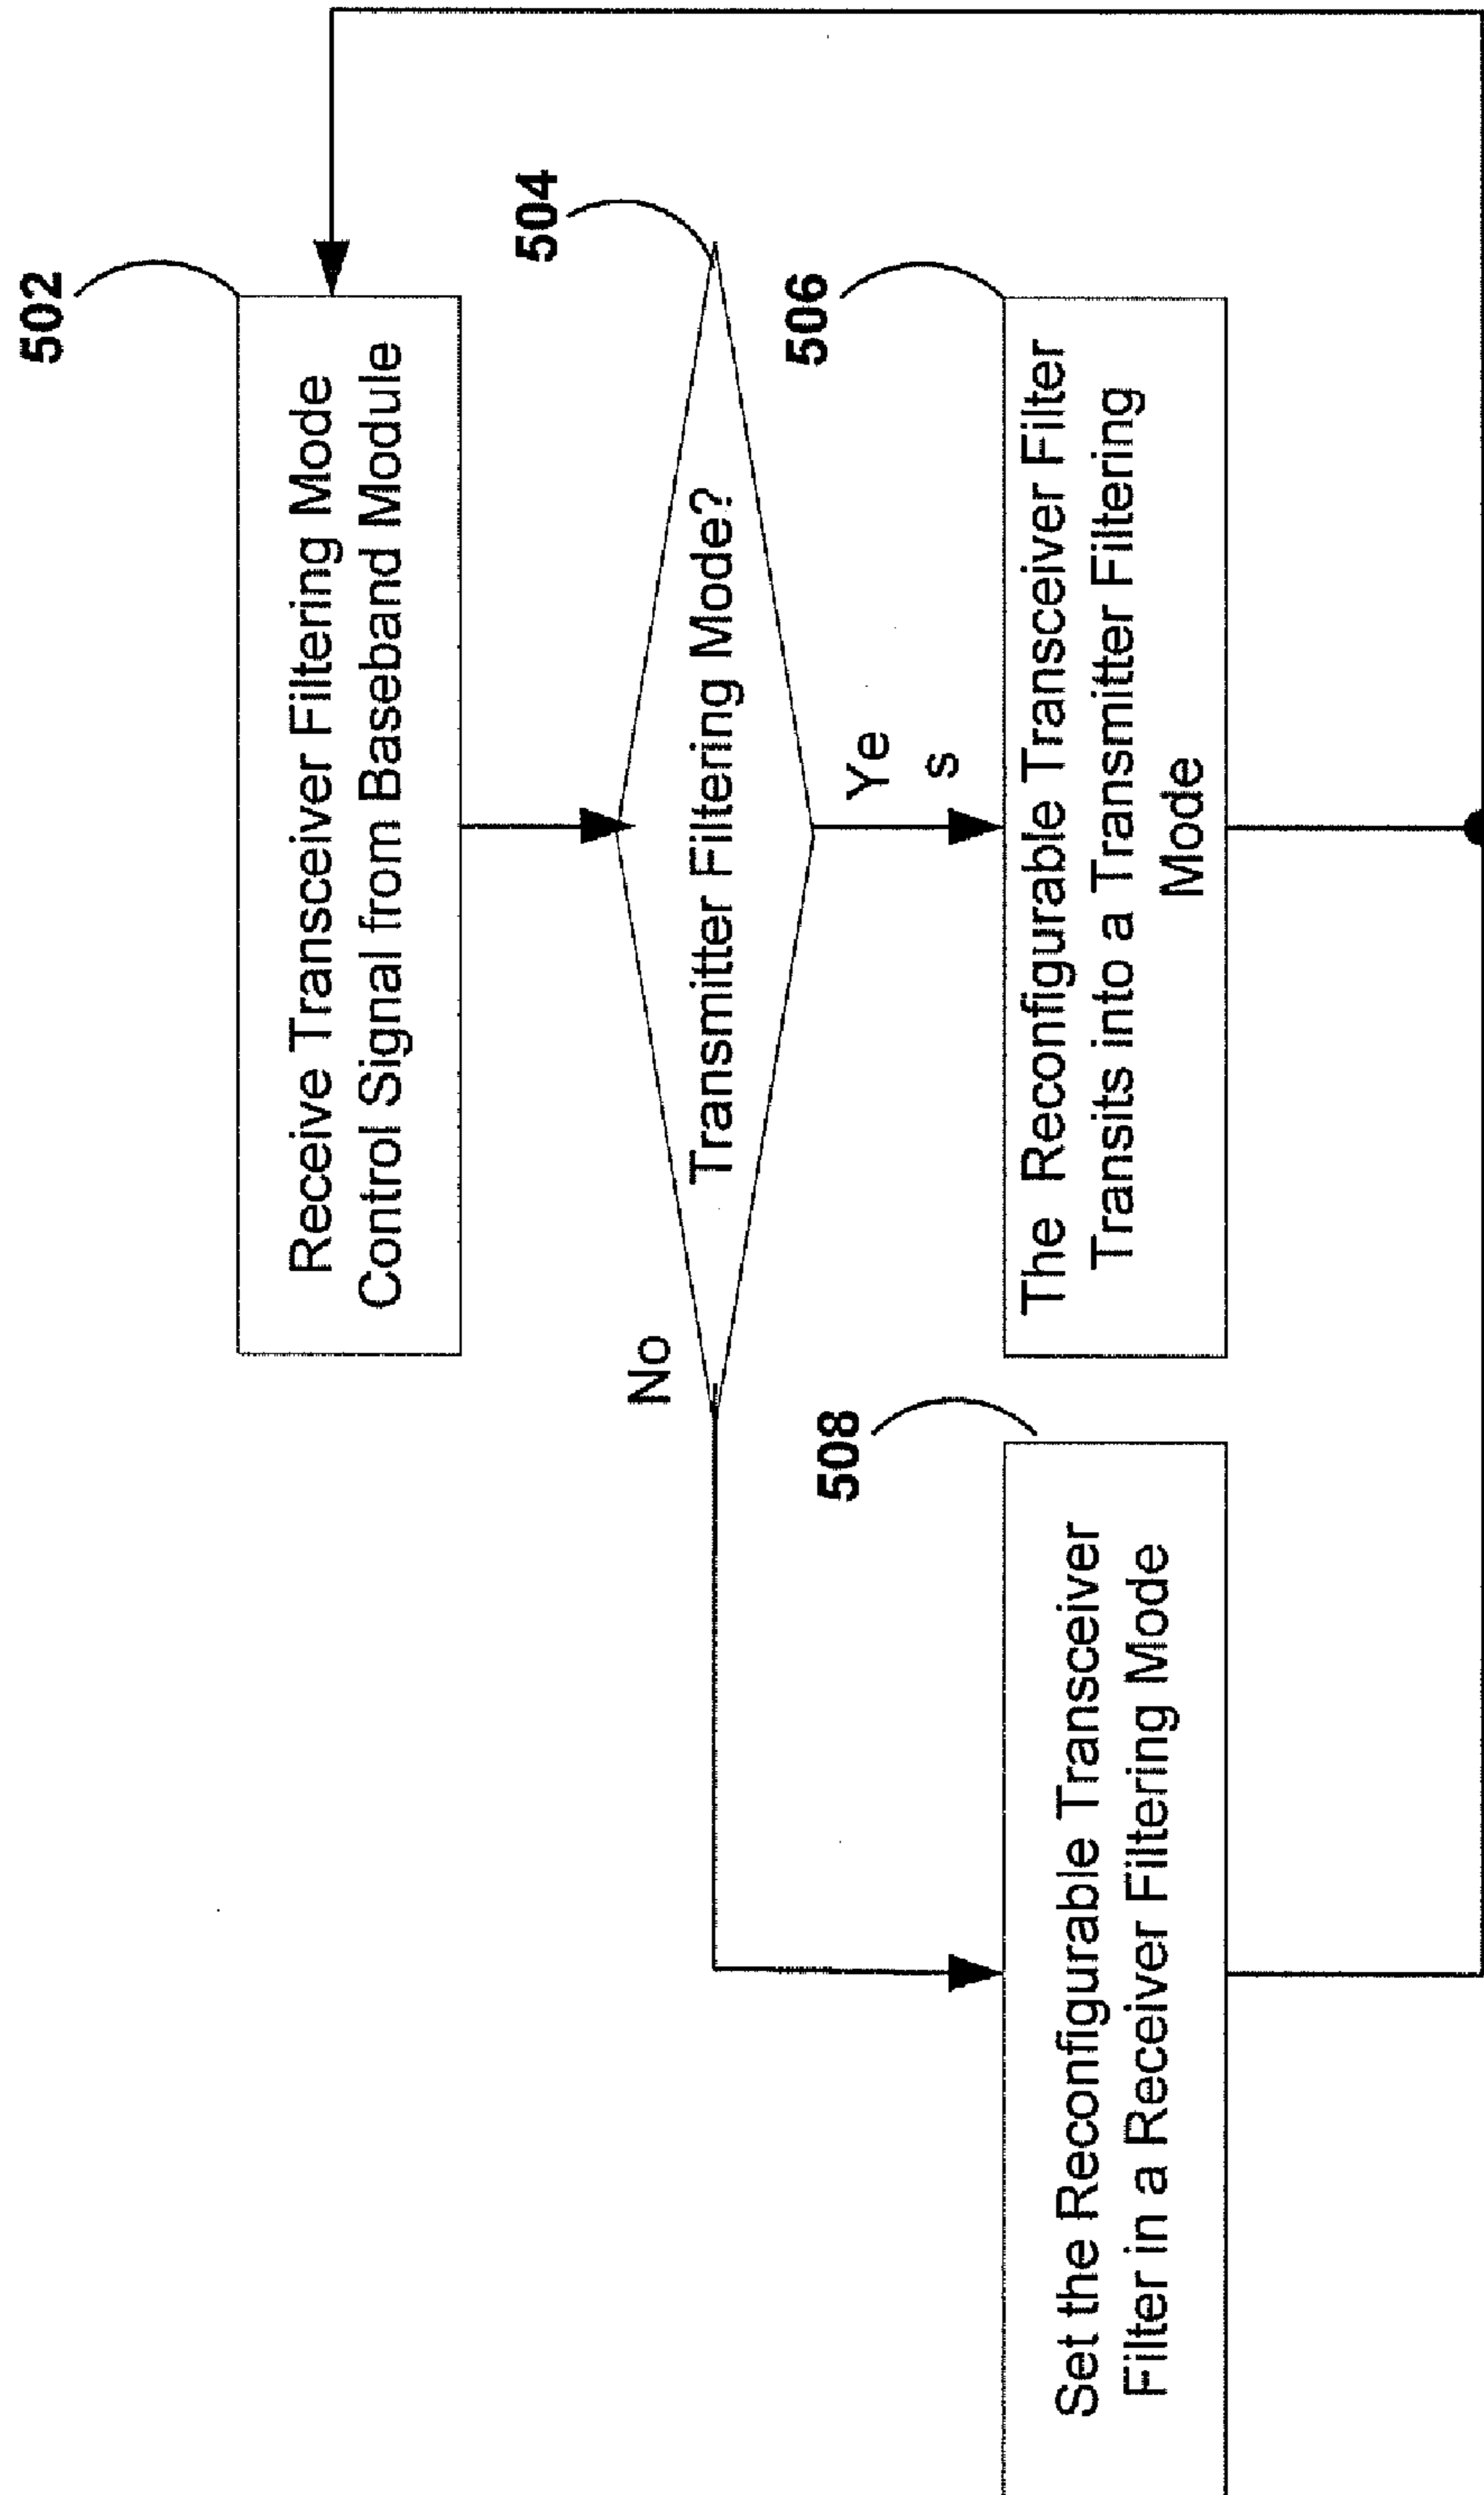 502
Receive Transceiver Filtering Mode
Control Signal from Baseband Module
504
Transmitter Filtering Mode?
No
Ye
s
506
The Reconfigurable Transceiver Filter
Transits into a Transmitter Filtering
Mode
508
Set the Reconfigurable Transceiver
Filter in a Receiver Filtering Mode